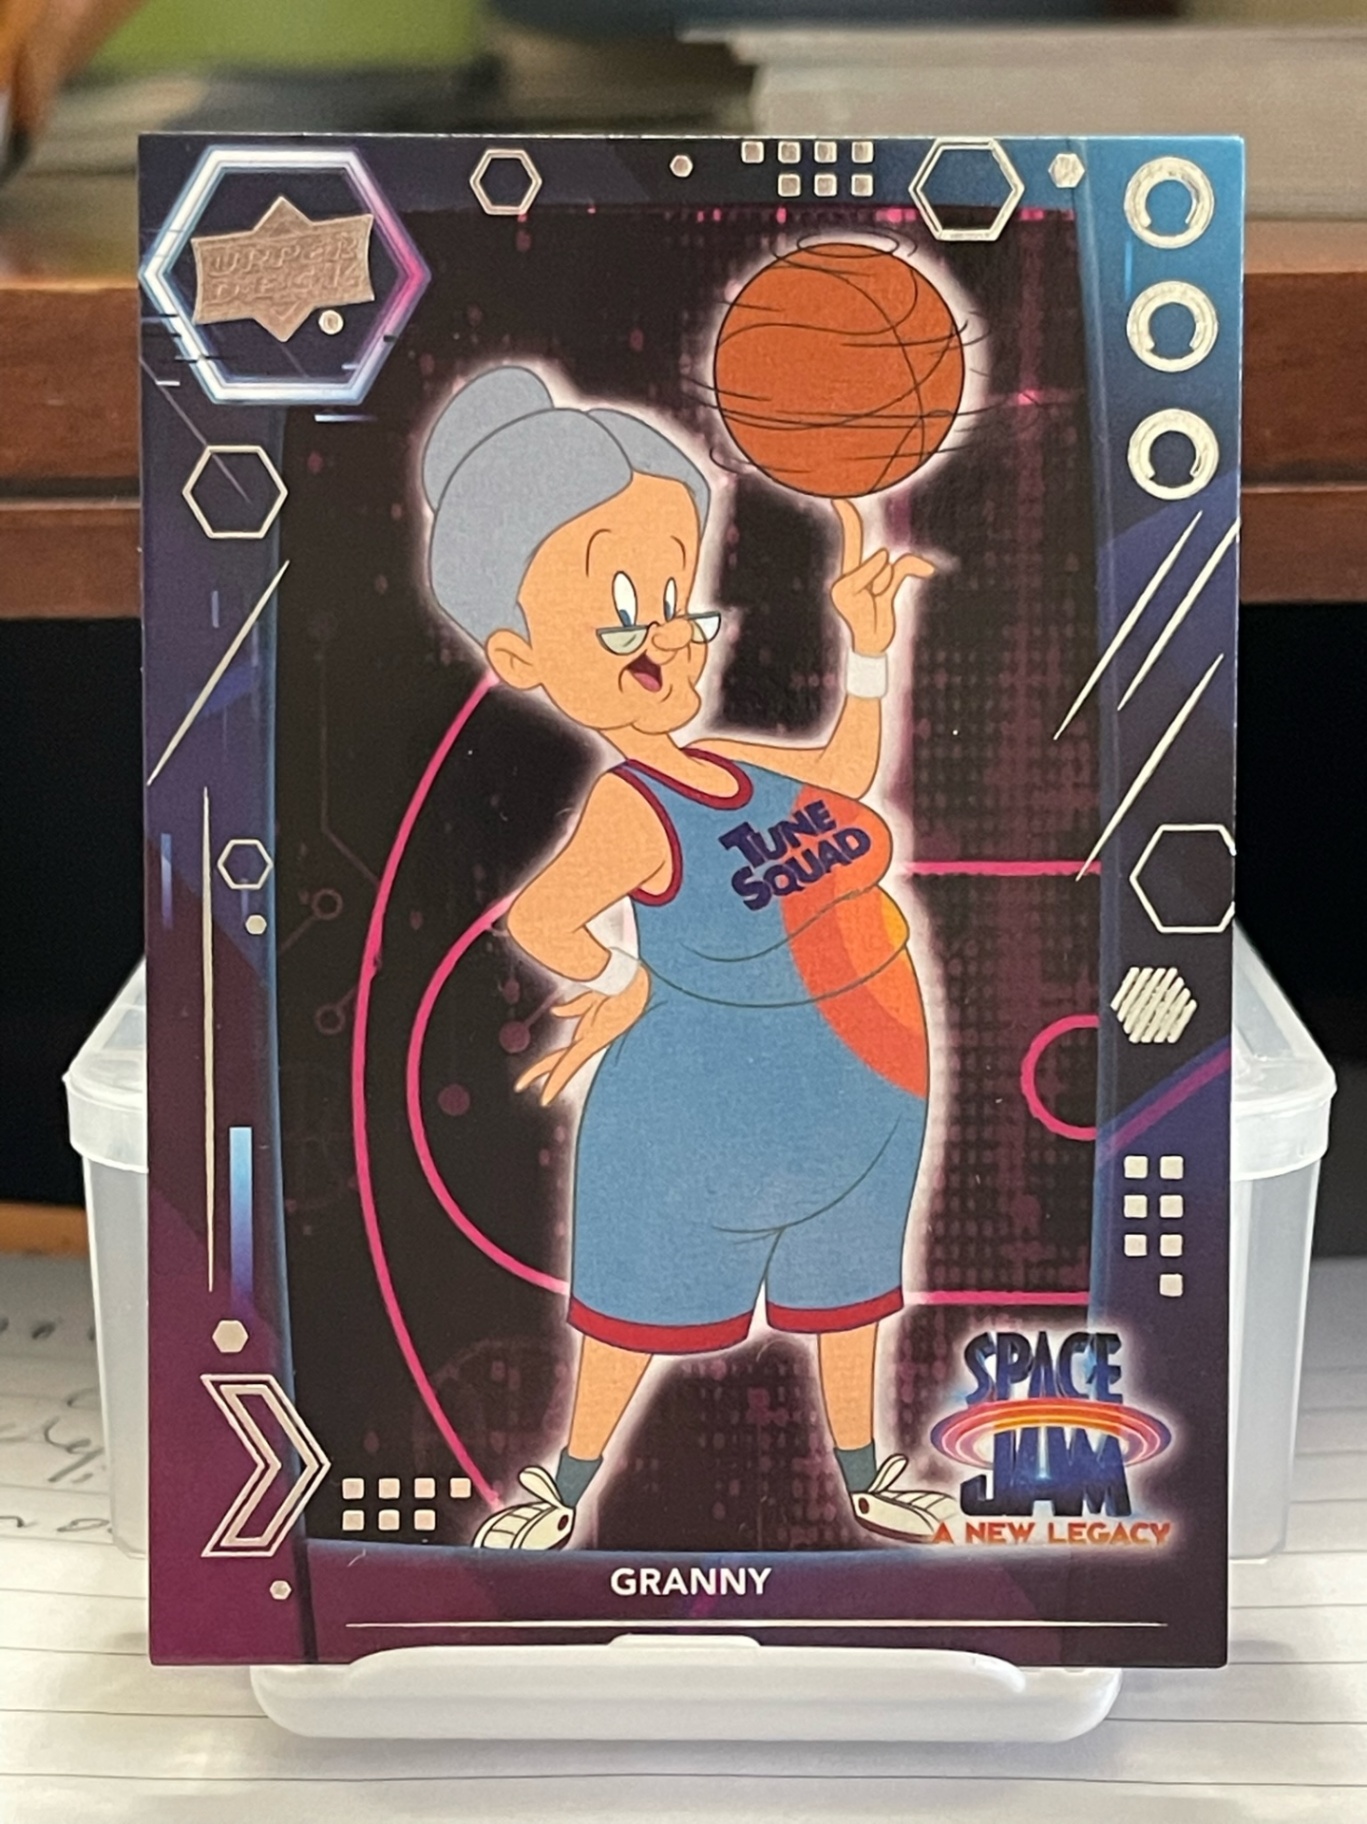 UPPER
DECK
TUNE
SQUAD
SPACE
JAM
A NEW LEGACY
GRANNY